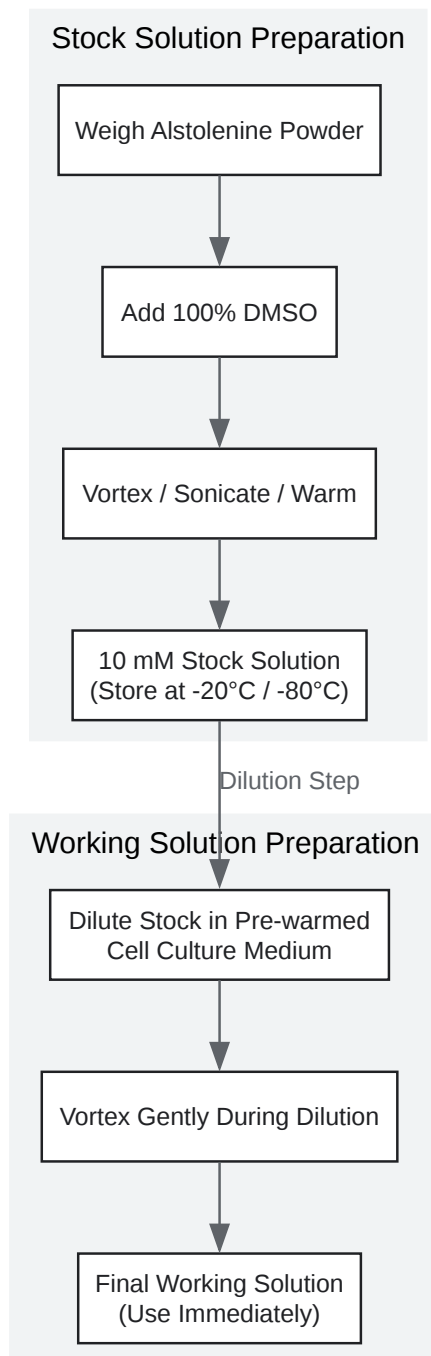 Stock Solution Preparation
Weigh Alstolenine Powder
Add 100% DMSO
Vortex / Sonicate / Warm
10 mM Stock Solution
(Store at -20°C / -80°C)
Dilution Step
Working Solution Preparation
Dilute Stock in Pre-warmed
Cell Culture Medium
Vortex Gently During Dilution
Final Working Solution
(Use Immediately)